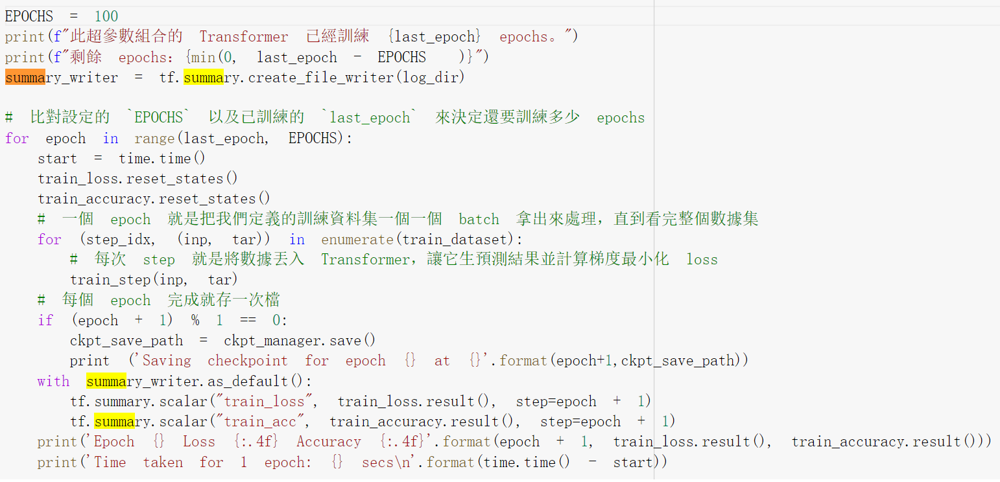 EPOCHS = 100
print(f"此超參數組合的 Transformer 已經訓練 {last_epoch} epochs。")
print(f"剩餘 epochs: {min(0, last_epoch - EPOCHS )}")
summary_writer = tf.summary.create_file_writer(log_dir)
# 比對設定的 `EPOCHS` 以及已訓練的 `last_epoch` 來決定還要訓練多少 epochs
for epoch in range(last_epoch, EPOCHS):
    start = time.time()
    train_loss.reset_states()
    train_accuracy.reset_states()
    # 一個 epoch 就是把我們定義的訓練資料集一個一個 batch 拿出來處理，直到看完整個數據集
    for (step_idx, (inp, tar)) in enumerate(train_dataset):
        # 每次 step 就是將數據丟入 Transformer，讓它生預測結果並計算梯度最小化 loss
        train_step(inp, tar)
    # 每個 epoch 完成就存一次檔
    if (epoch + 1) % 1 == 0:
        ckpt_save_path = ckpt_manager.save()
        print ('Saving checkpoint for epoch {} at {}'.format(epoch+1,ckpt_save_path))
    with summary_writer.as_default():
        tf.summary.scalar("train_loss", train_loss.result(), step=epoch + 1)
        tf.summary.scalar("train_acc", train_accuracy.result(), step=epoch + 1)
    print('Epoch {} Loss {:.4f} Accuracy {:.4f}'.format(epoch + 1, train_loss.result(), train_accuracy.result()))
    print('Time taken for 1 epoch: {} secs\n'.format(time.time() - start))